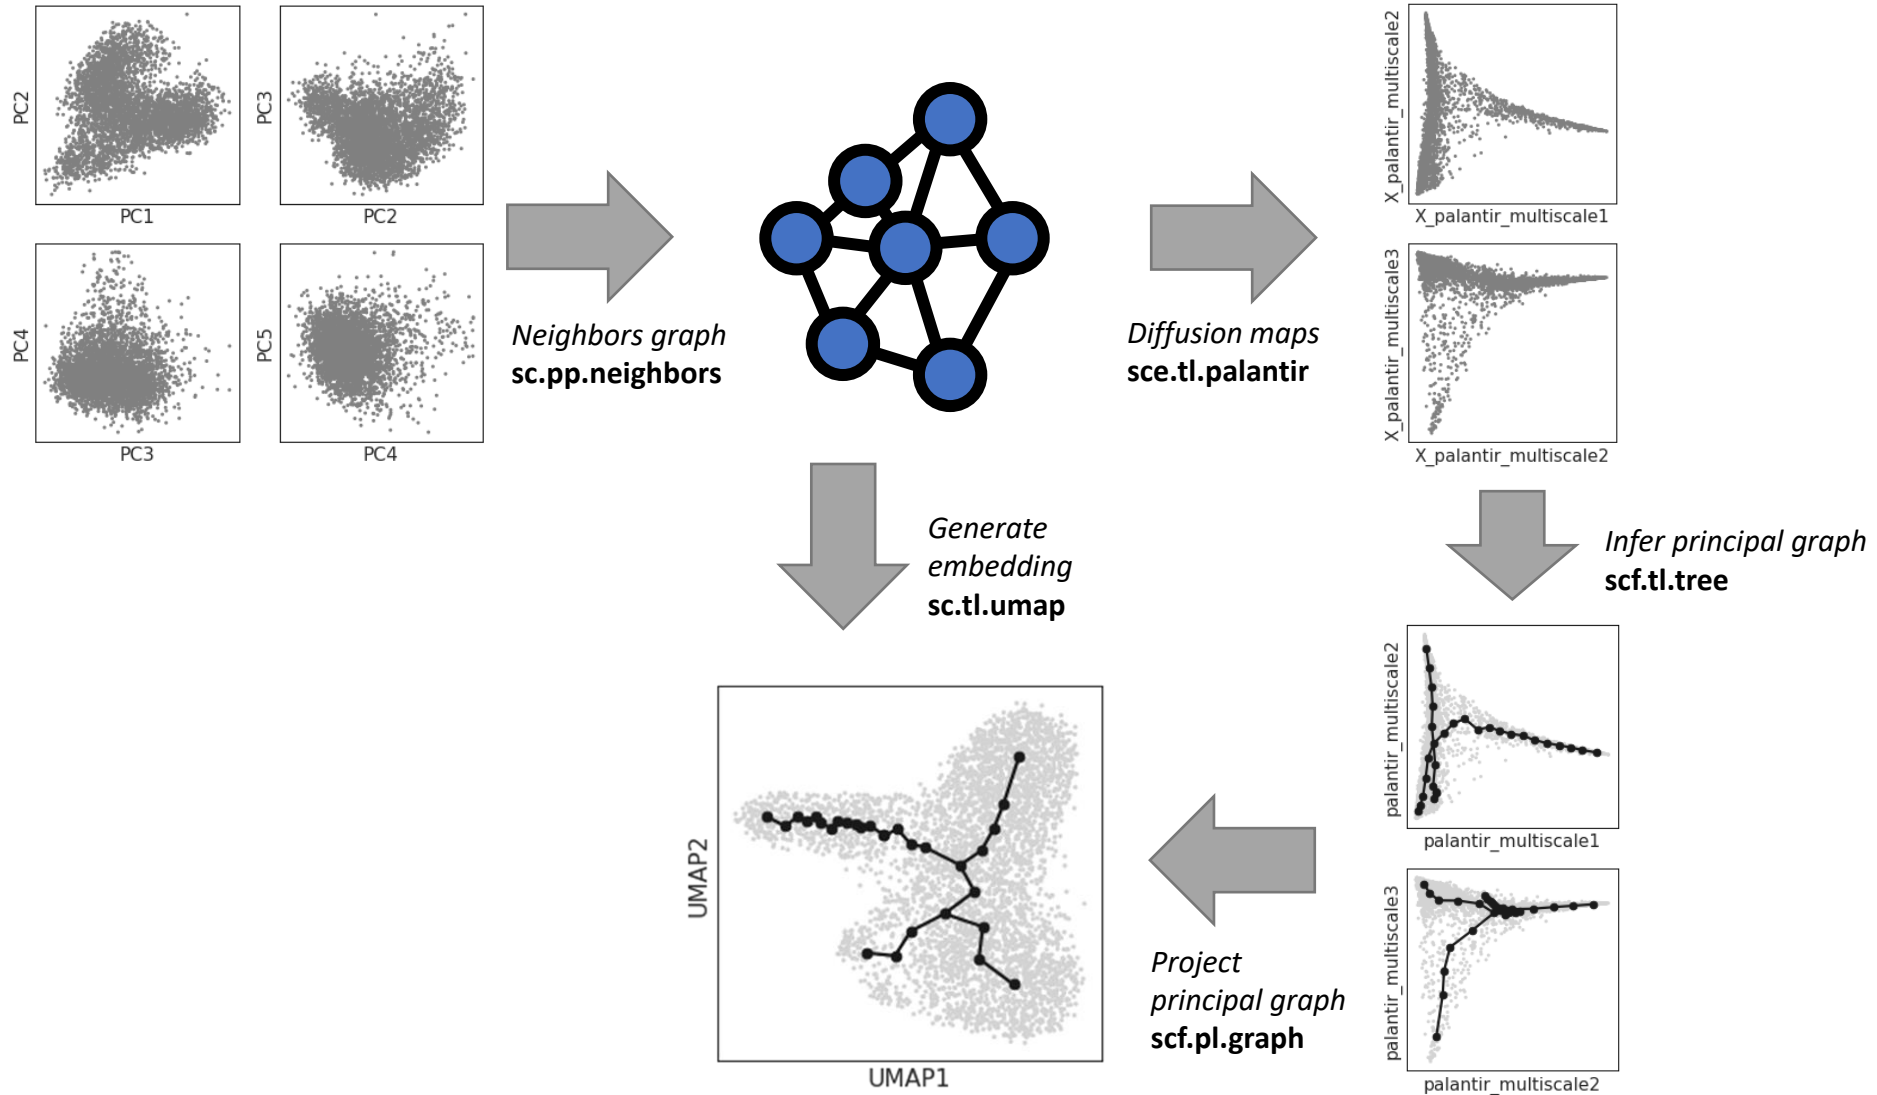 PC2
PC1
PC3
PC2
PC4
PC3
PC5
PC4
Neighbors graph
sc.pp.neighbors
Diffusion maps
sce.tl.palantir
X_palantir_multiscale2
X_palantir_multiscale1
X_palantir_multiscale3
X_palantir_multiscale2
Generate
embedding
sc.tl.umap
Infer principal graph
scf.tl.tree
palantir_multiscale2
palantir_multiscale1
palantir_multiscale3
palantir_multiscale2
Project
principal graph
scf.pl.graph
UMAP2
UMAP1